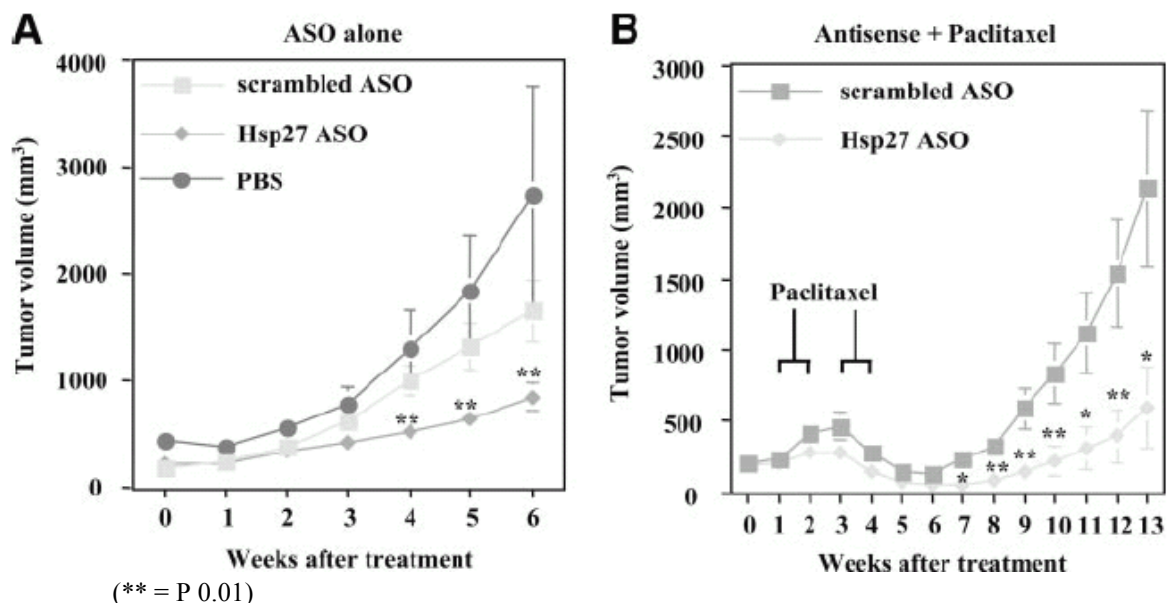 A
ASO alone
4000
3000
2000
1000
0
Tumor volume (mm³)
scrambled ASO
Hsp27 ASO
PBS
**
**
**
0 1 2 3 4 5 6
Weeks after treatment
(** = P 0.01)
B
Antisense + Paclitaxel
3000
2500
2000
1500
1000
500
0
Tumor volume (mm³)
scrambled ASO
Hsp27 ASO
Paclitaxel
*
**
**
**
*
**
*
0 1 2 3 4 5 6 7 8 9 10 11 12 13
Weeks after treatment